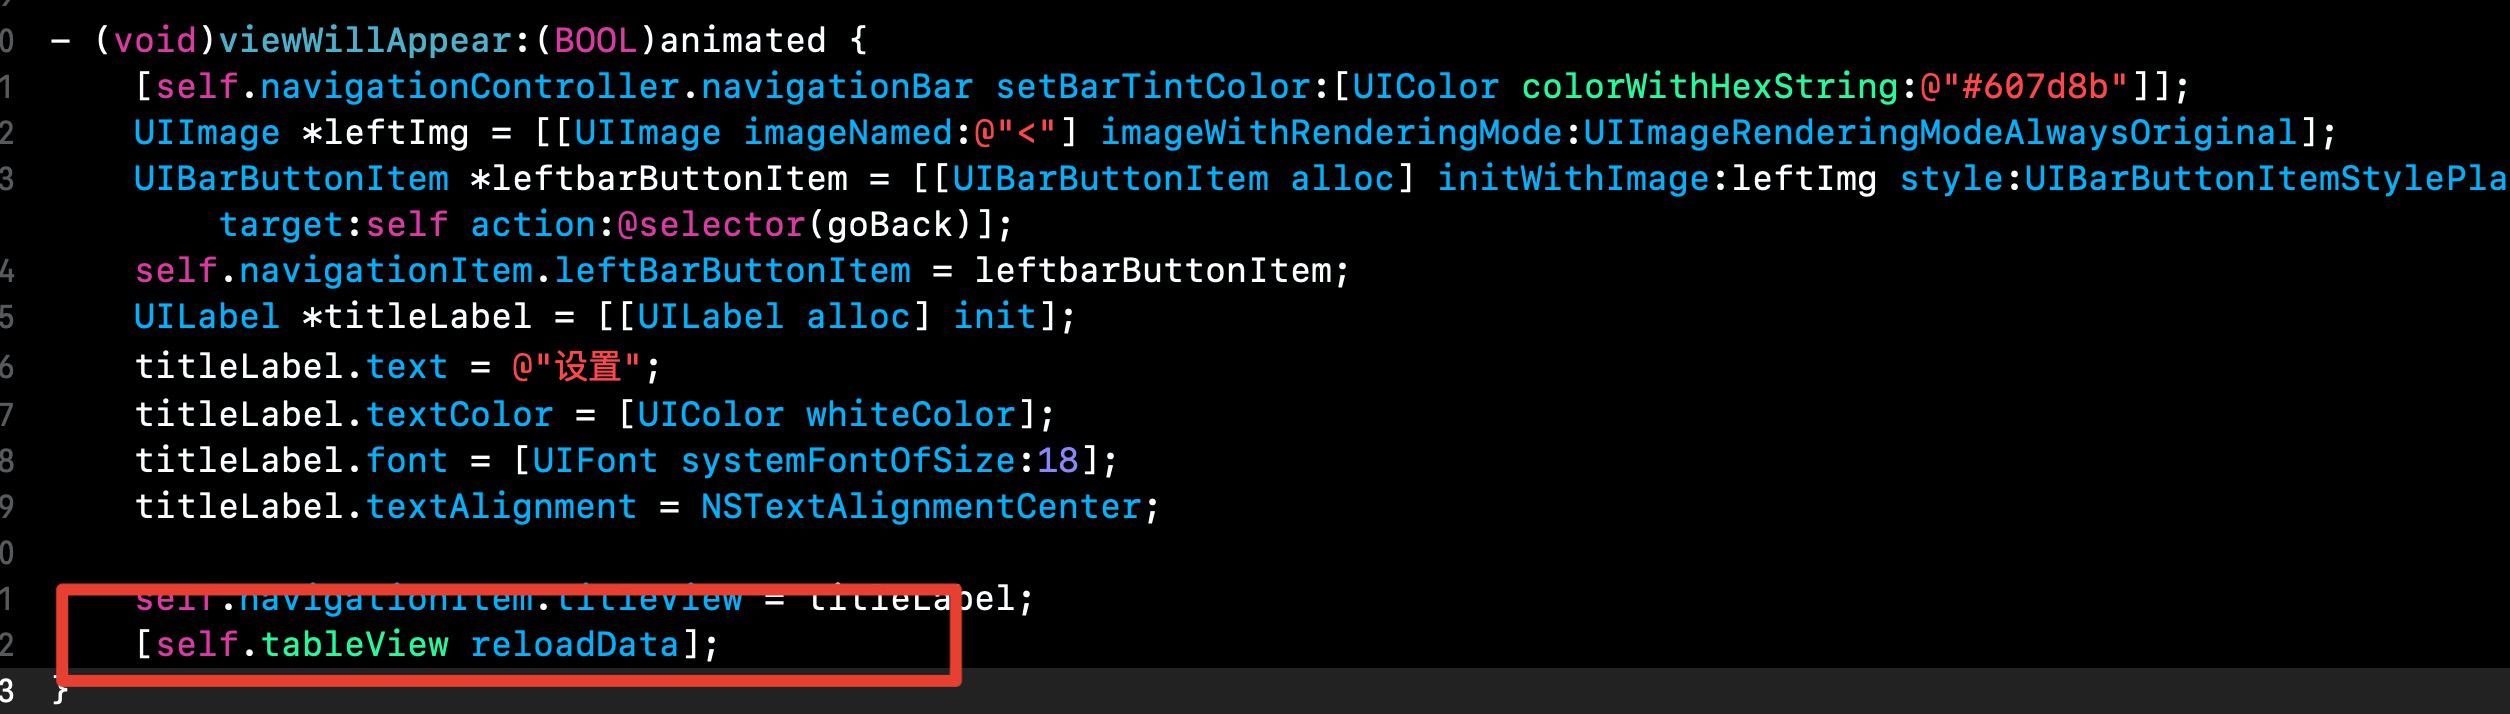 0 - (void)viewWillAppear:(BOOL)animated {
1 [self.navigationController.navigationBar setBarTintColor:[UIColor colorWithHexString:@"#607d8b"]];
2 UIImage *leftImg = [[UIImage imageNamed:@"<"] imageWithRenderingMode:UIImageRenderingModeAlwaysOriginal];
3 UIBarButtonItem *leftbarButtonItem = [[UIBarButtonItem alloc] initWithImage:leftImg style:UIBarButtonItemStylePla
target:self action:@selector(goBack)];
4 self.navigationItem.leftBarButtonItem = leftbarButtonItem;
5 UILabel *titleLabel = [[UILabel alloc] init];
6 titleLabel.text = @"设置";
7 titleLabel.textColor = [UIColor whiteColor];
8 titleLabel.font = [UIFont systemFontOfSize:18];
9 titleLabel.textAlignment = NSTextAlignmentCenter;
0
1 self.navigationItem.titleView = titleLabel;
2 [self.tableView reloadData];
3 }